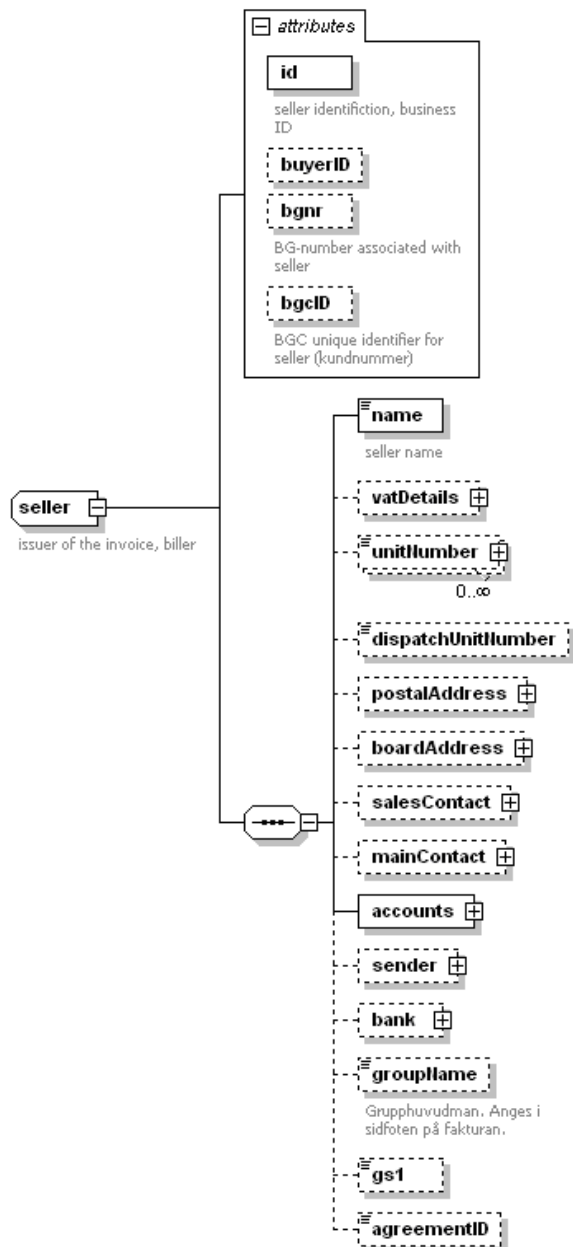 attributes
id
seller identifiction, business
ID
buyerID
bgnr
BG-number associated with
seller
bgcID
BGC unique identifier for
seller (kundnummer)
seller
issuer of the invoice, biller
name
seller name
vatDetails
unitNumber
0..∞
dispatchUnitNumber
postalAddress
boardAddress
salesContact
mainContact
accounts
sender
bank
groupName
Grupphuvudman. Anges i
sidfoten på fakturan.
gs1
agreementID